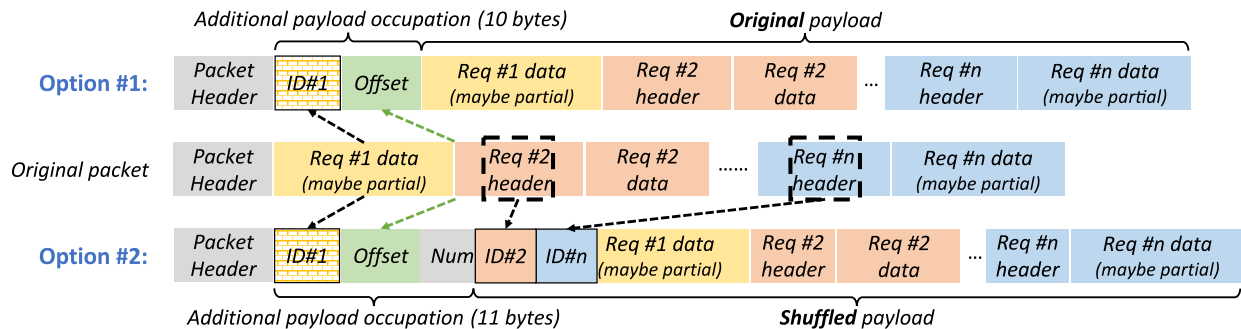 Additional payload occupation (10 bytes) Original payload
Option #1: Packet Header ID#1 Offset Req #1 data (maybe partial) Req #2 header Req #2 data ... Req #n header Req #n data (maybe partial)
Original packet Packet Header Req #1 data (maybe partial) Req #2 header Req #2 data ...... Req #n header Req #n data (maybe partial)
Option #2: Packet Header ID#1 Offset Num ID#2 ID#n Req #1 data (maybe partial) Req #2 header Req #2 data ... Req #n header Req #n data (maybe partial)
Additional payload occupation (11 bytes) Shuffled payload